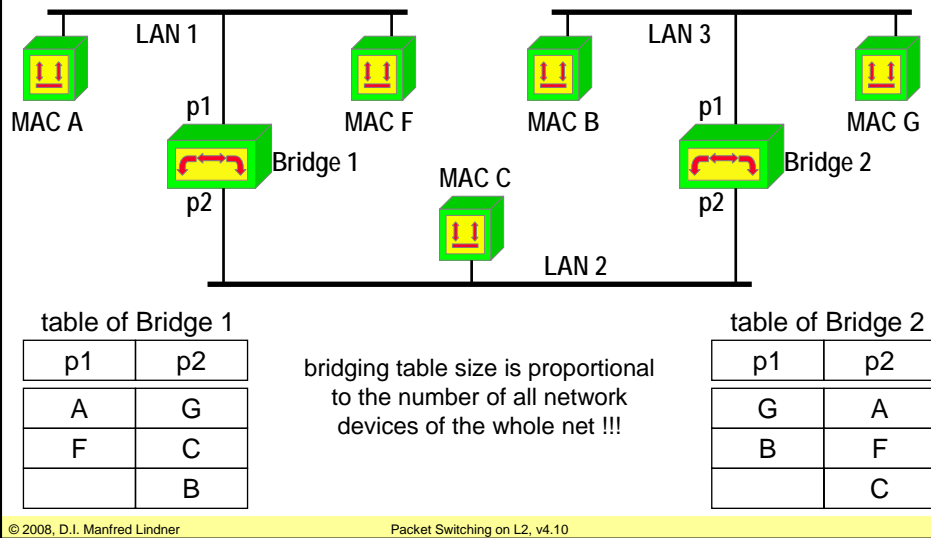 LAN 1
LAN 3
p1
p1
MAC A
MAC F
MAC B
MAC G
Bridge 1
Bridge 2
MAC C
p2
p2
LAN 2
table of Bridge 1
p1 p2
A G
F C
B
bridging table size is proportional
to the number of all network
devices of the whole net !!!
table of Bridge 2
p1 p2
G A
B F
C
© 2008, D.I. Manfred Lindner
Packet Switching on L2, v4.10